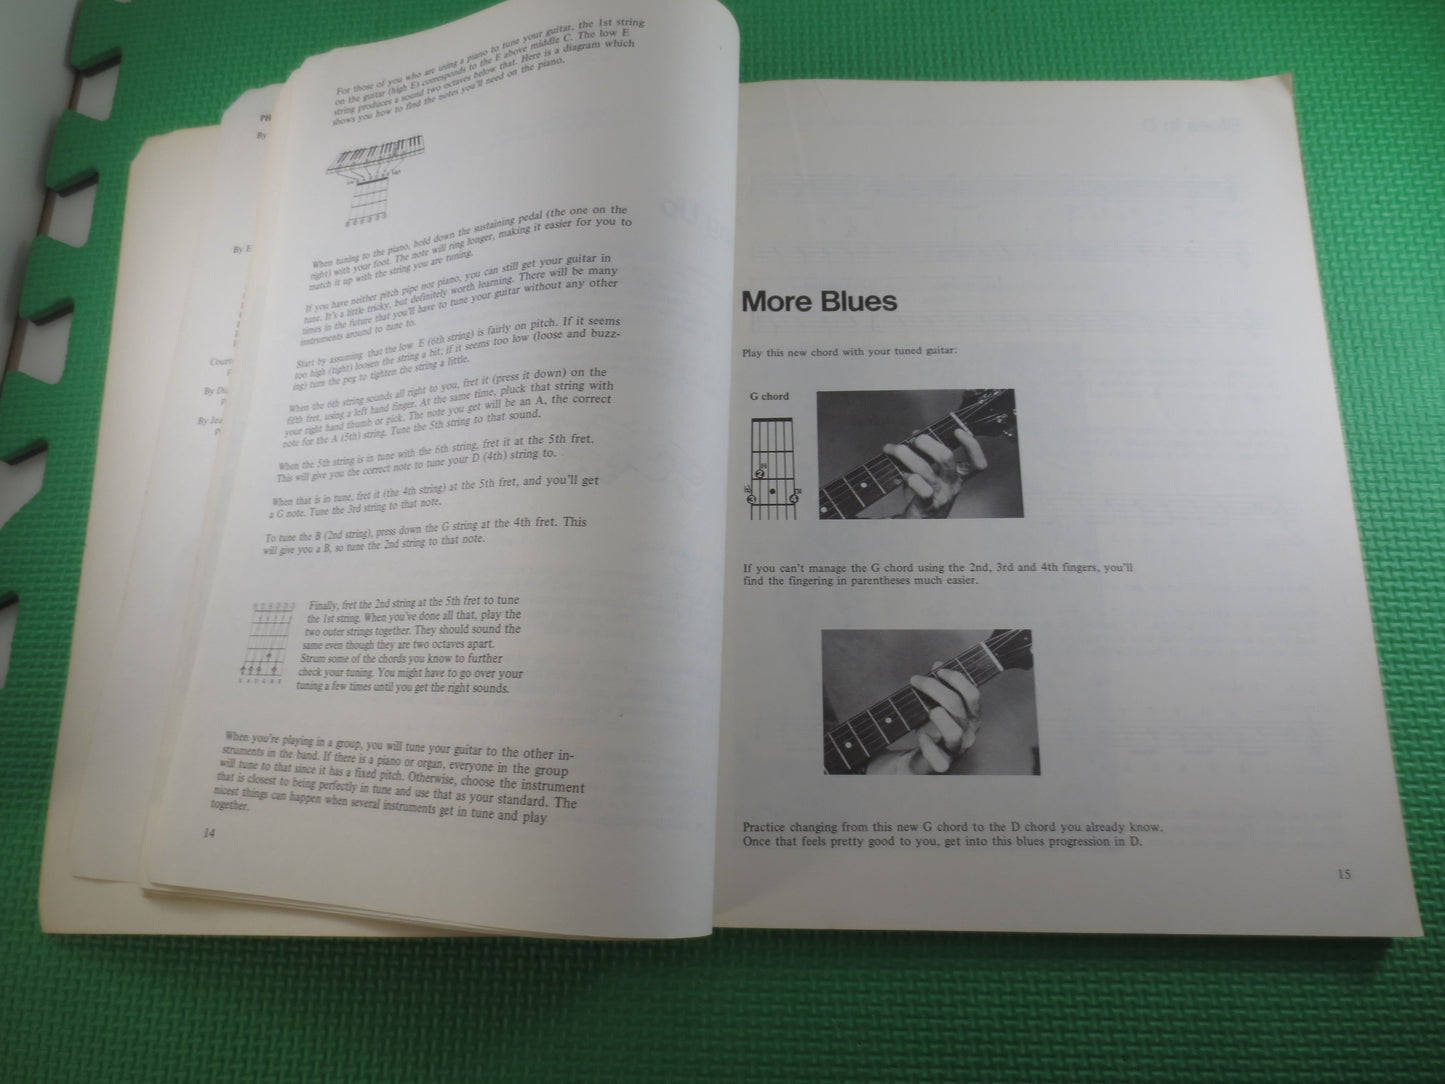 PH
By
By E
Court
P
By Di
P
By Jea
P
For those of you who are using a piano to tune your guitar, the 1st string
on the guitar (high E) corresponds to the E above middle C. The low E
string produces a sound two octaves below that. Here is a diagram which
shows you how to find the notes you'll need on the piano.
When tuning to the piano, hold down the sustaining pedal (the one on the
right) with your foot. The note will ring longer, making it easier for you to
match it up with the string you are tuning.
If you have neither pitch pipe nor piano, you can still get your guitar in
tune. It's a little tricky, but definitely worth learning. There will be many
times in the future that you'll have to tune your guitar without any other
instruments around to tune to.
Start by assuming that the low E (6th string) is fairly on pitch. If it seems
too high (tight) loosen the string a bit; if it seems too low (loose and buzz-
ing) turn the peg to tighten the string a little.
When the 6th string sounds all right to you, fret it (press it down) on the
fifth fret, using a left hand finger. At the same time, pluck that string with
your right hand thumb or pick. The note you get will be an A, the correct
note for the A (5th) string. Tune the 5th string to that sound.
When the 5th string is in tune with the 6th string, fret it at the 5th fret.
This will give you the correct note to tune your D (4th) string to.
When that is in tune, fret it (the 4th string) at the 5th fret, and you'll get
a G note. Tune the 3rd string to that note.
To tune the B (2nd string), press down the G string at the 4th fret. This
will give you a B, so tune the 2nd string to that note.
Finally, fret the 2nd string at the 5th fret to tune
the 1st string. When you've done all that, play the
two outer strings together. They should sound the
same even though they are two octaves apart.
Strum some of the chords you know to further
check your tuning. You might have to go over your
tuning a few times until you get the right sounds.
E A D G B E
When you're playing in a group, you will tune your guitar to the other in-
struments in the band. If there is a piano or organ, everyone in the group
will tune to that since it has a fixed pitch. Otherwise, choose the instrument
that is closest to being perfectly in tune and use that as your standard. The
nicest things can happen when several instruments get in tune and play
together.
14
More Blues
Play this new chord with your tuned guitar:
G chord
2
3 4
If you can't manage the G chord using the 2nd, 3rd and 4th fingers, you'll
find the fingering in parentheses much easier.
Practice changing from this new G chord to the D chord you already know.
Once that feels pretty good to you, get into this blues progression in D.
15